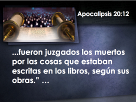 Apocalipsis 20:12
...fueron juzgados los muertos
por las cosas que estaban
escritas en los libros, según sus
obras.” ...